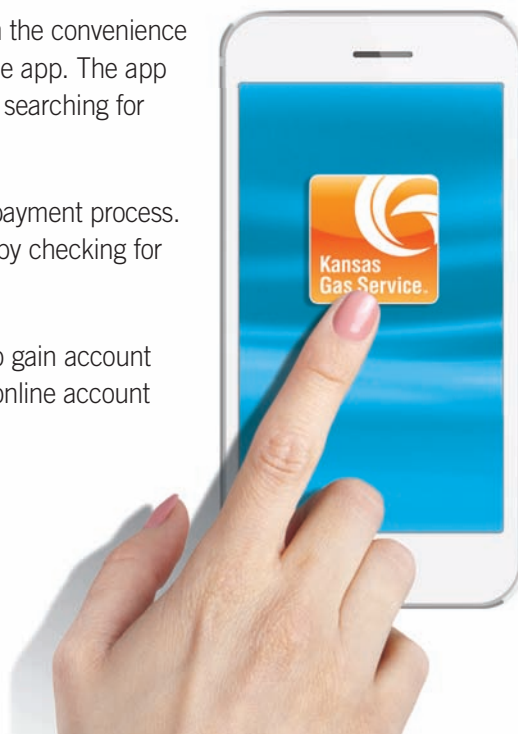 the convenience
e app. The app
searching for
payment process.
by checking for
gain account
online account
Kansas
Gas Service.